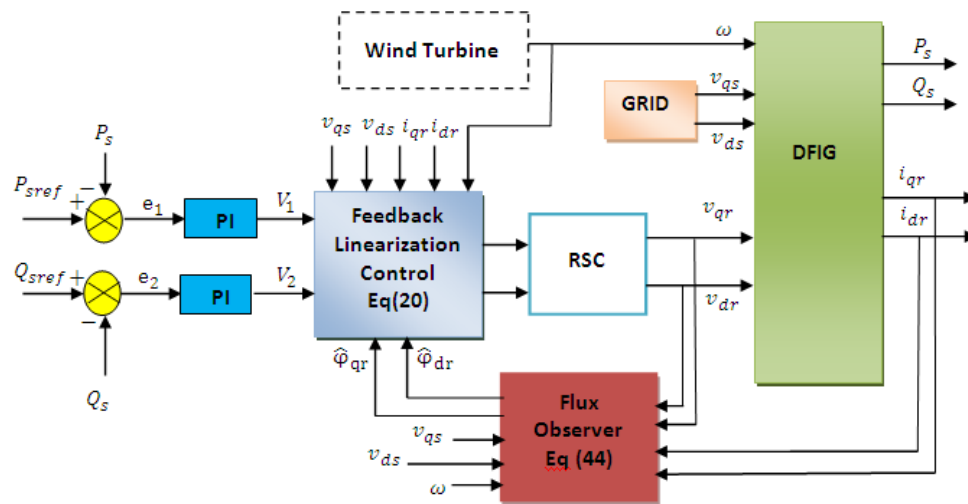 Wind Turbine
ω
P_s
Q_s
GRID
v_qs
v_ds
DFIG
v_qs v_ds i_qr i_dr
P_s
−
P_sref +
e_1
PI
V_1
Feedback
Linearization
Control
Eq(20)
RSC
v_qr
v_dr
i_qr
i_dr
Q_sref +
e_2
PI
V_2
−
Q_s
φ̂_qr
φ̂_dr
Flux
Observer
Eq (44)
v_qs
v_ds
ω